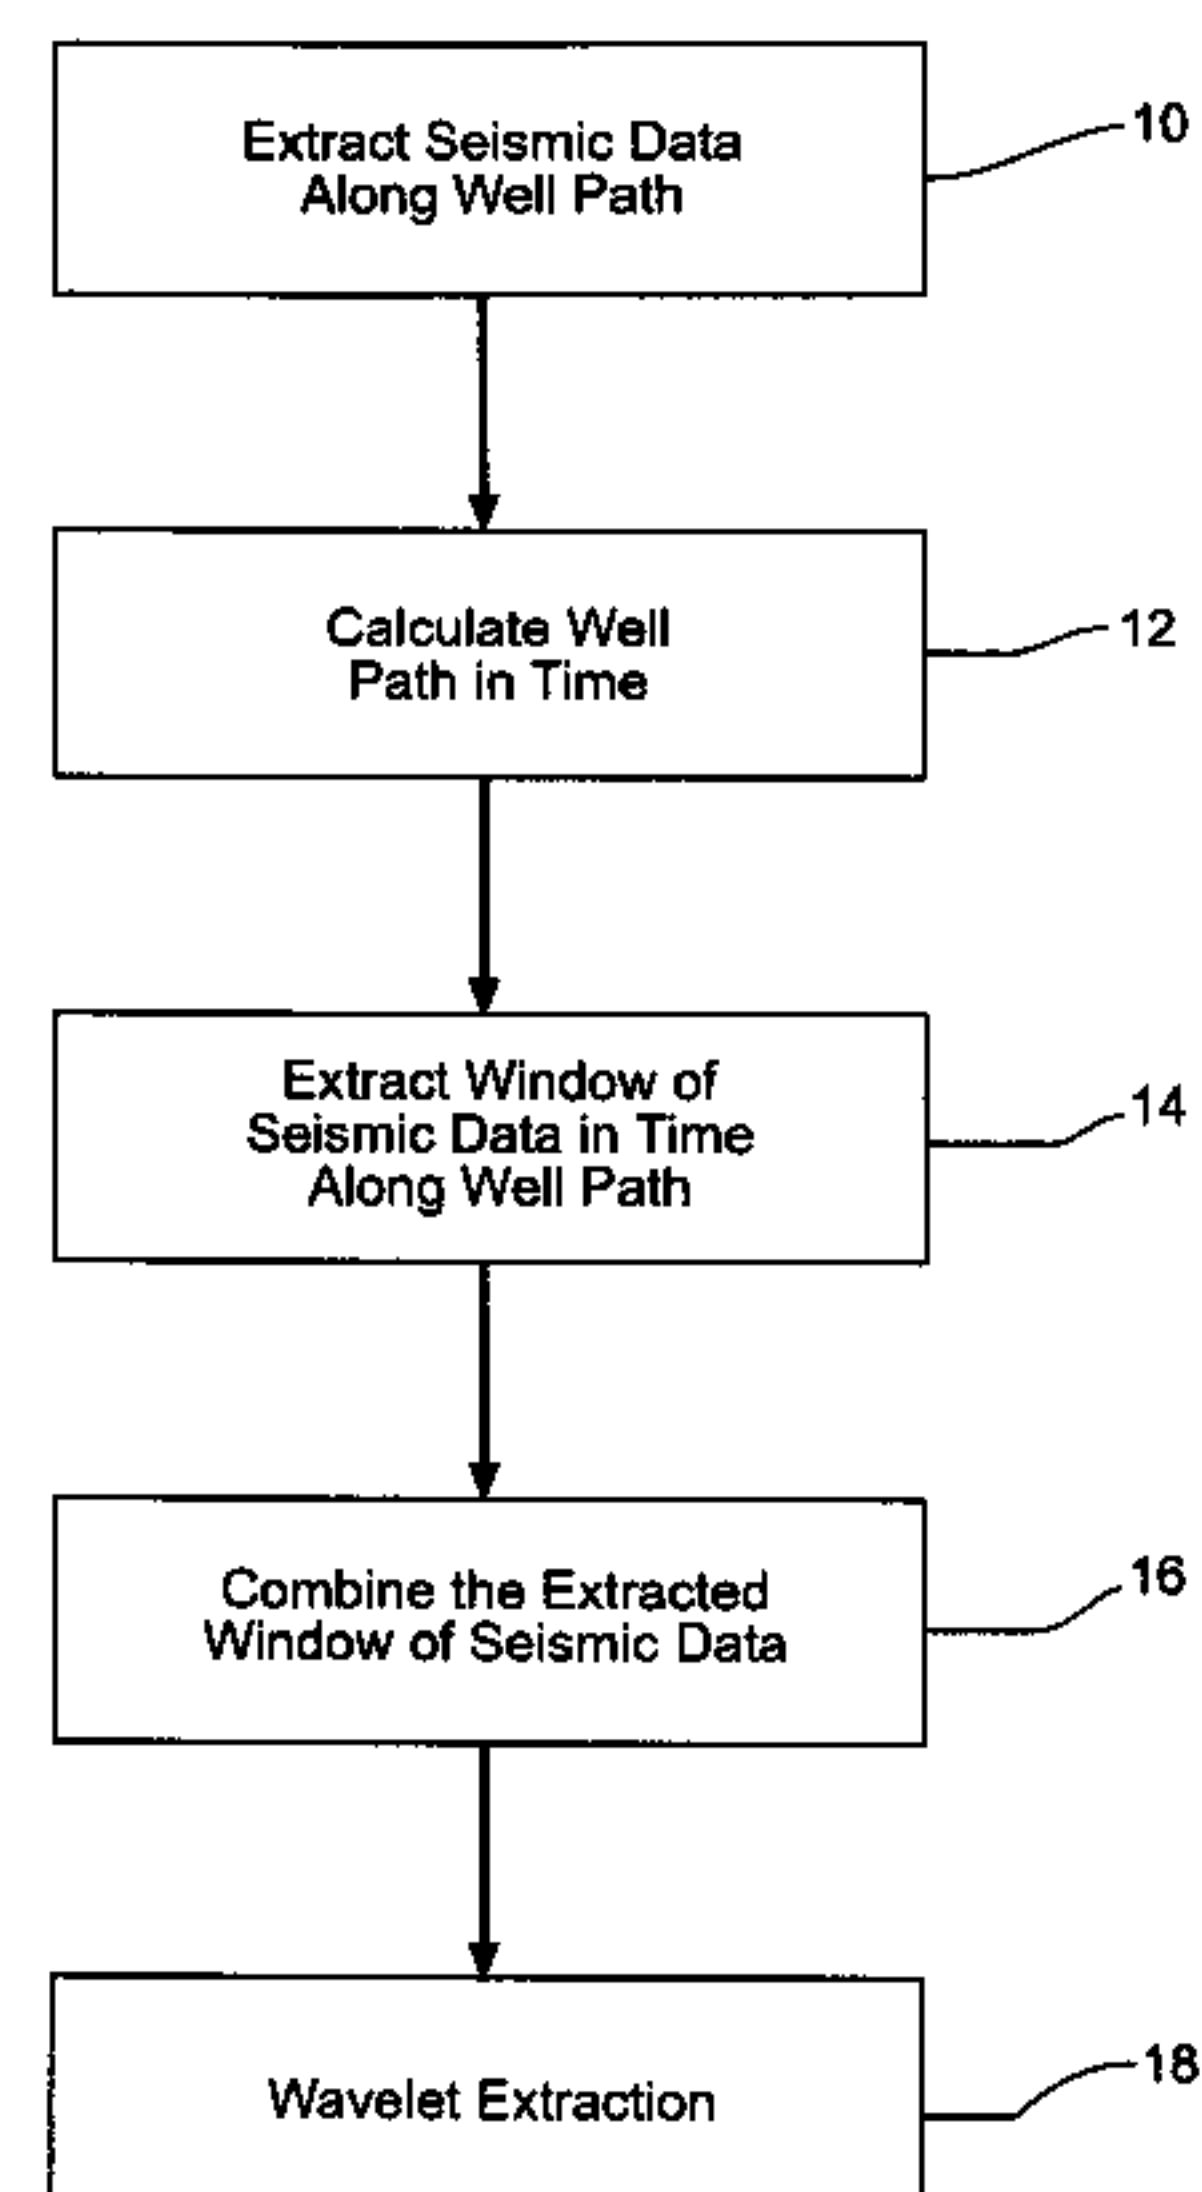 Extract Seismic Data
Along Well Path
10
Calculate Well
Path in Time
12
Extract Window of
Seismic Data in Time
Along Well Path
14
Combine the Extracted
Window of Seismic Data
16
Wavelet Extraction
18